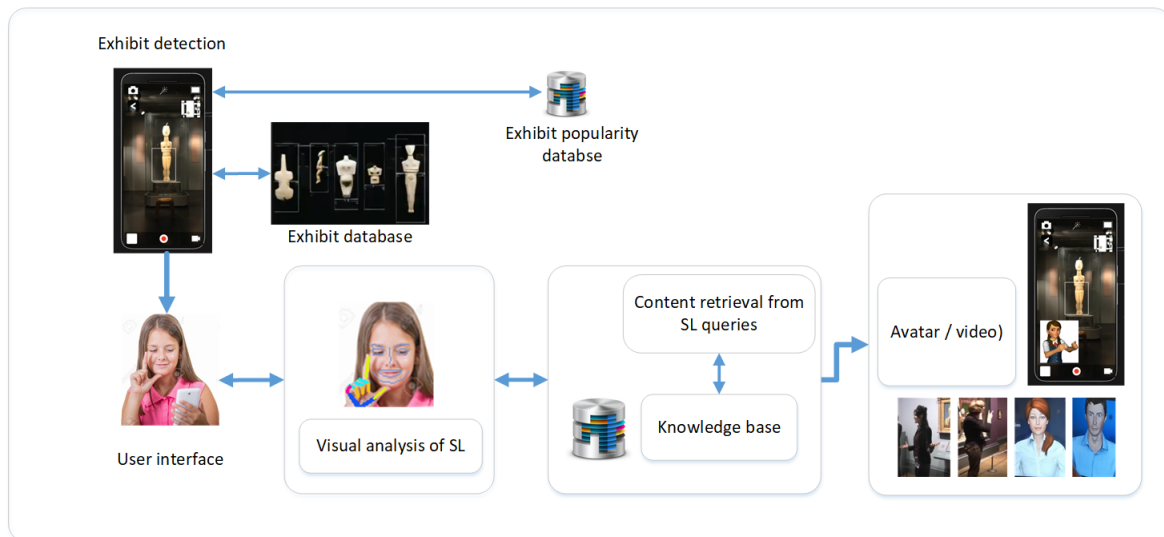 Exhibit detection
Exhibit popularity
databse
Exhibit database
Content retrieval from
SL queries
Avatar / video)
Knowledge base
Visual analysis of SL
User interface